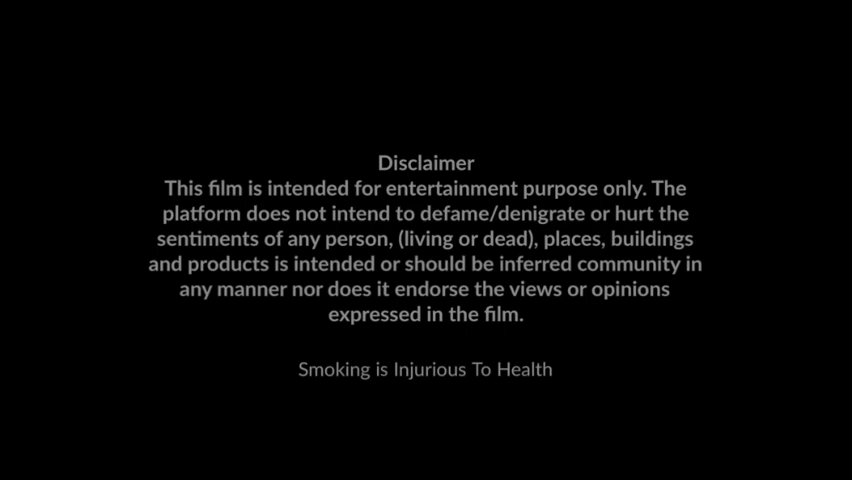 Disclaimer
This film is intended for entertainment purpose only. The
platform does not intend to defame/denigrate or hurt the
sentiments of any person, (living or dead), places, buildings
and products is intended or should be inferred community in
any manner nor does it endorse the views or opinions
expressed in the film.
Smoking is Injurious To Health